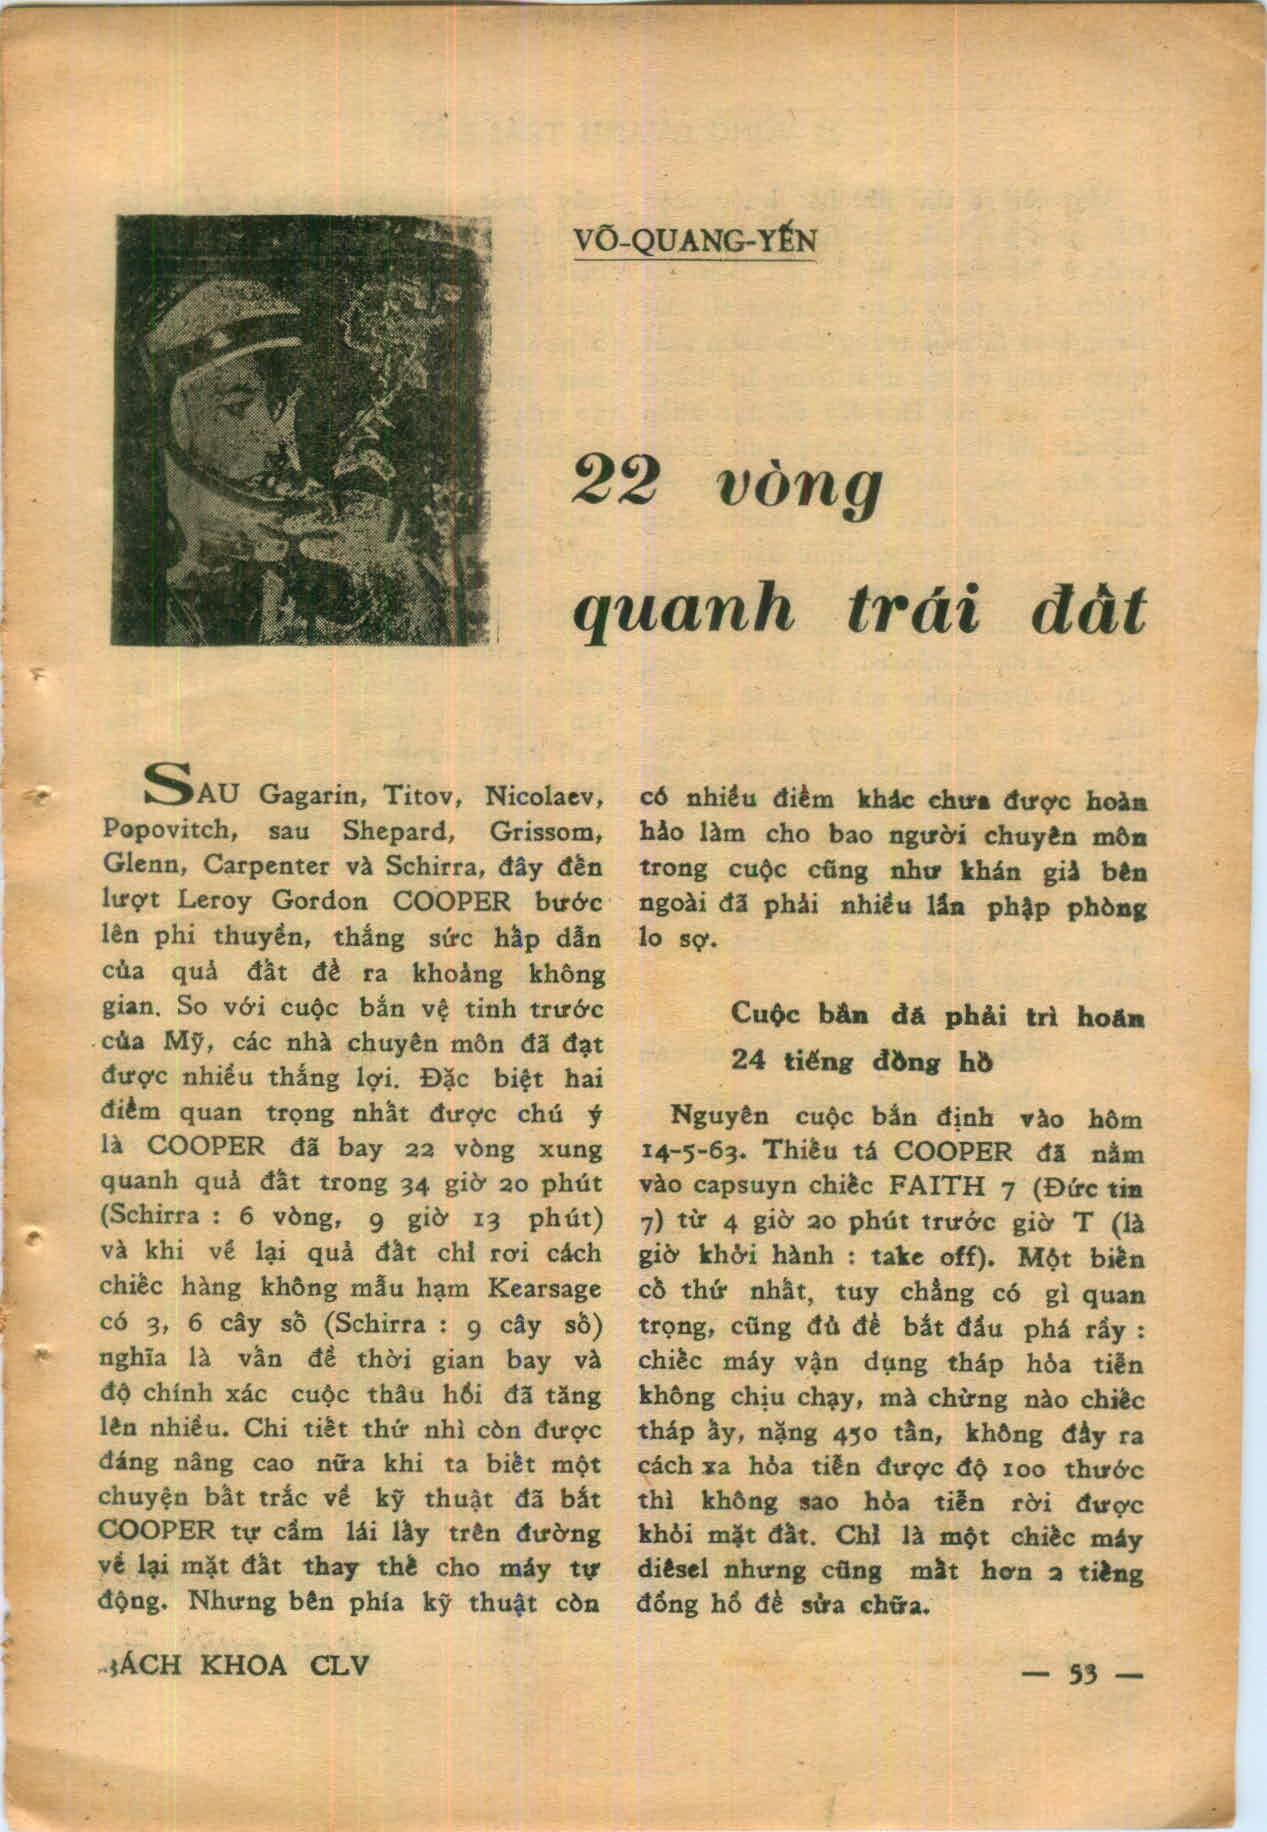 VÕ-QUANG-YẾN
22 vòng
quanh trái đất
SAU Gagarin, Titov, Nicolaev,
Popovitch, sau Shepard, Grissom,
Glenn, Carpenter và Schirra, đây đến
lượt Leroy Gordon COOPER bước
lên phi thuyền, thắng sức hấp dẫn
của quả đất để ra khoảng không
gian. So với cuộc bắn vệ tinh trước
của Mỹ, các nhà chuyên môn đã đạt
được nhiều thắng lợi. Đặc biệt hai
điểm quan trọng nhất được chú ý
là COOPER đã bay 22 vòng xung
quanh quả đất trong 34 giờ 20 phút
(Schirra : 6 vòng, 9 giờ 13 phút)
và khi về lại quả đất chỉ rơi cách
chiếc hàng không mẫu hạm Kearsage
có 3, 6 cây số (Schirra : 9 cây số)
nghĩa là vấn đề thời gian bay và
độ chính xác cuộc thâu hồi đã tăng
lên nhiều. Chi tiết thứ nhì còn được
đáng nâng cao nữa khi ta biết một
chuyện bất trắc về kỹ thuật đã bắt
COOPER tự cầm lái lấy trên đường
về lại mặt đất thay thế cho máy tự
động. Nhưng bên phía kỹ thuật còn
có nhiều điểm khác chưa được hoàn
hảo làm cho bao người chuyên môn
trong cuộc cũng như khán giả bên
ngoài đã phải nhiều lần phập phòng
lo sợ.
Cuộc bắn đã phải trì hoãn
24 tiếng đồng hồ
Nguyên cuộc bắn định vào hôm
14-5-63. Thiếu tá COOPER đã nằm
vào capsuyn chiếc FAITH 7 (Đức tin
7) từ 4 giờ 20 phút trước giờ T (là
giờ khởi hành : take off). Một biến
cố thứ nhất, tuy chẳng có gì quan
trọng, cũng đủ để bắt đầu phá rầy :
chiếc máy vận dụng tháp hỏa tiễn
không chịu chạy, mà chừng nào chiếc
tháp ấy, nặng 450 tấn, không đẩy ra
cách xa hỏa tiễn được độ 100 thước
thì không sao hỏa tiễn rời được
khỏi mặt đất. Chỉ là một chiếc máy
diêsel nhưng cũng mất hơn 2 tiếng
đồng hồ để sửa chữa.
BÁCH KHOA CLV
— 53 —